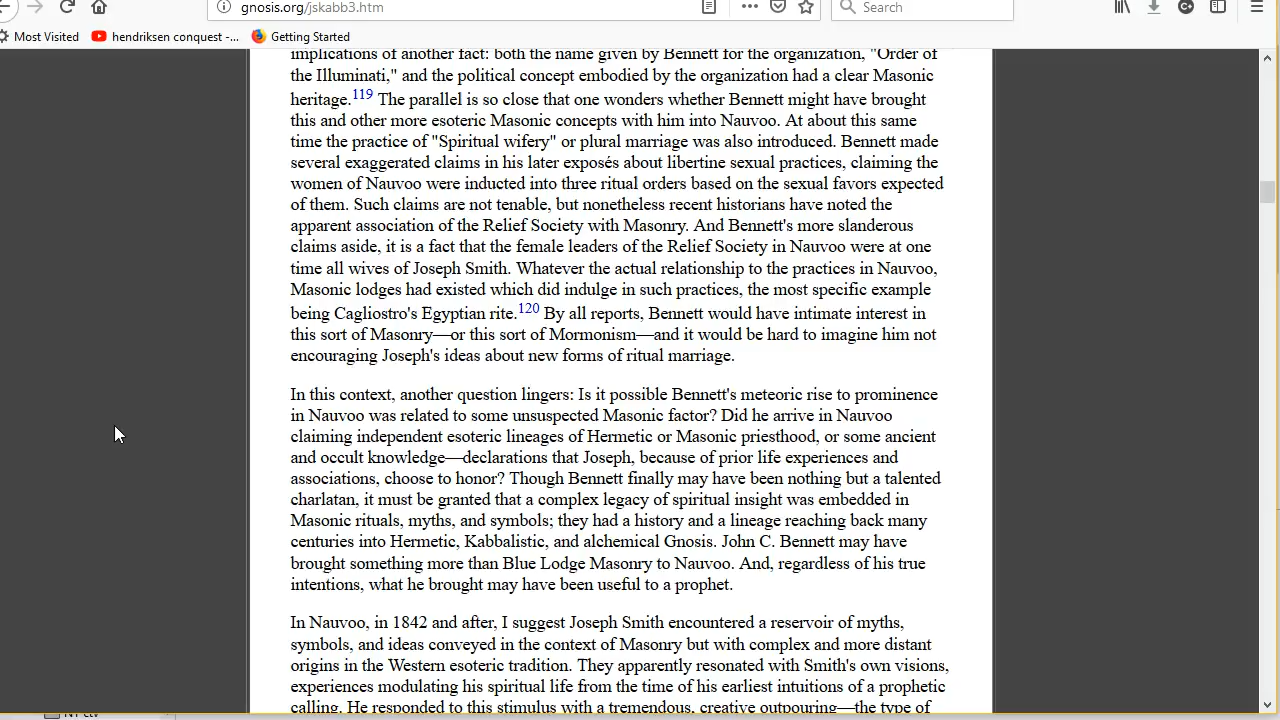 gnosis.org/jskabb3.htm
Search
Most Visited
hendriksen conquest -...
Getting Started
implications of another fact: both the name given by Bennett for the organization, "Order of
the Illuminati," and the political concept embodied by the organization had a clear Masonic
heritage.119 The parallel is so close that one wonders whether Bennett might have brought
this and other more esoteric Masonic concepts with him into Nauvoo. At about this same
time the practice of "Spiritual wifery" or plural marriage was also introduced. Bennett made
several exaggerated claims in his later exposés about libertine sexual practices, claiming the
women of Nauvoo were inducted into three ritual orders based on the sexual favors expected
of them. Such claims are not tenable, but nonetheless recent historians have noted the
apparent association of the Relief Society with Masonry. And Bennett's more slanderous
claims aside, it is a fact that the female leaders of the Relief Society in Nauvoo were at one
time all wives of Joseph Smith. Whatever the actual relationship to the practices in Nauvoo,
Masonic lodges had existed which did indulge in such practices, the most specific example
being Cagliostro's Egyptian rite.120 By all reports, Bennett would have intimate interest in
this sort of Masonry—or this sort of Mormonism—and it would be hard to imagine him not
encouraging Joseph's ideas about new forms of ritual marriage.
In this context, another question lingers: Is it possible Bennett's meteoric rise to prominence
in Nauvoo was related to some unsuspected Masonic factor? Did he arrive in Nauvoo
claiming independent esoteric lineages of Hermetic or Masonic priesthood, or some ancient
and occult knowledge—declarations that Joseph, because of prior life experiences and
associations, choose to honor? Though Bennett finally may have been nothing but a talented
charlatan, it must be granted that a complex legacy of spiritual insight was embedded in
Masonic rituals, myths, and symbols; they had a history and a lineage reaching back many
centuries into Hermetic, Kabbalistic, and alchemical Gnosis. John C. Bennett may have
brought something more than Blue Lodge Masonry to Nauvoo. And, regardless of his true
intentions, what he brought may have been useful to a prophet.
In Nauvoo, in 1842 and after, I suggest Joseph Smith encountered a reservoir of myths,
symbols, and ideas conveyed in the context of Masonry but with complex and more distant
origins in the Western esoteric tradition. They apparently resonated with Smith's own visions,
experiences modulating his spiritual life from the time of his earliest intuitions of a prophetic
calling. He responded to this stimulus with a tremendous, creative outpouring—the type of